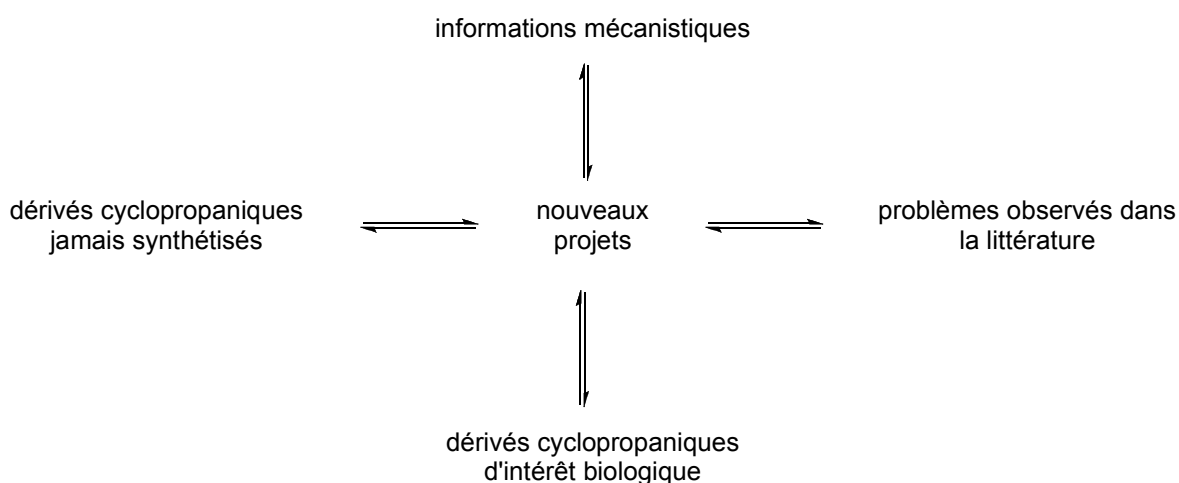 informations mécanistiques
dérivés cyclopropaniques
jamais synthétisés
nouveaux
projets
problèmes observés dans
la littérature
dérivés cyclopropaniques
d'intérêt biologique